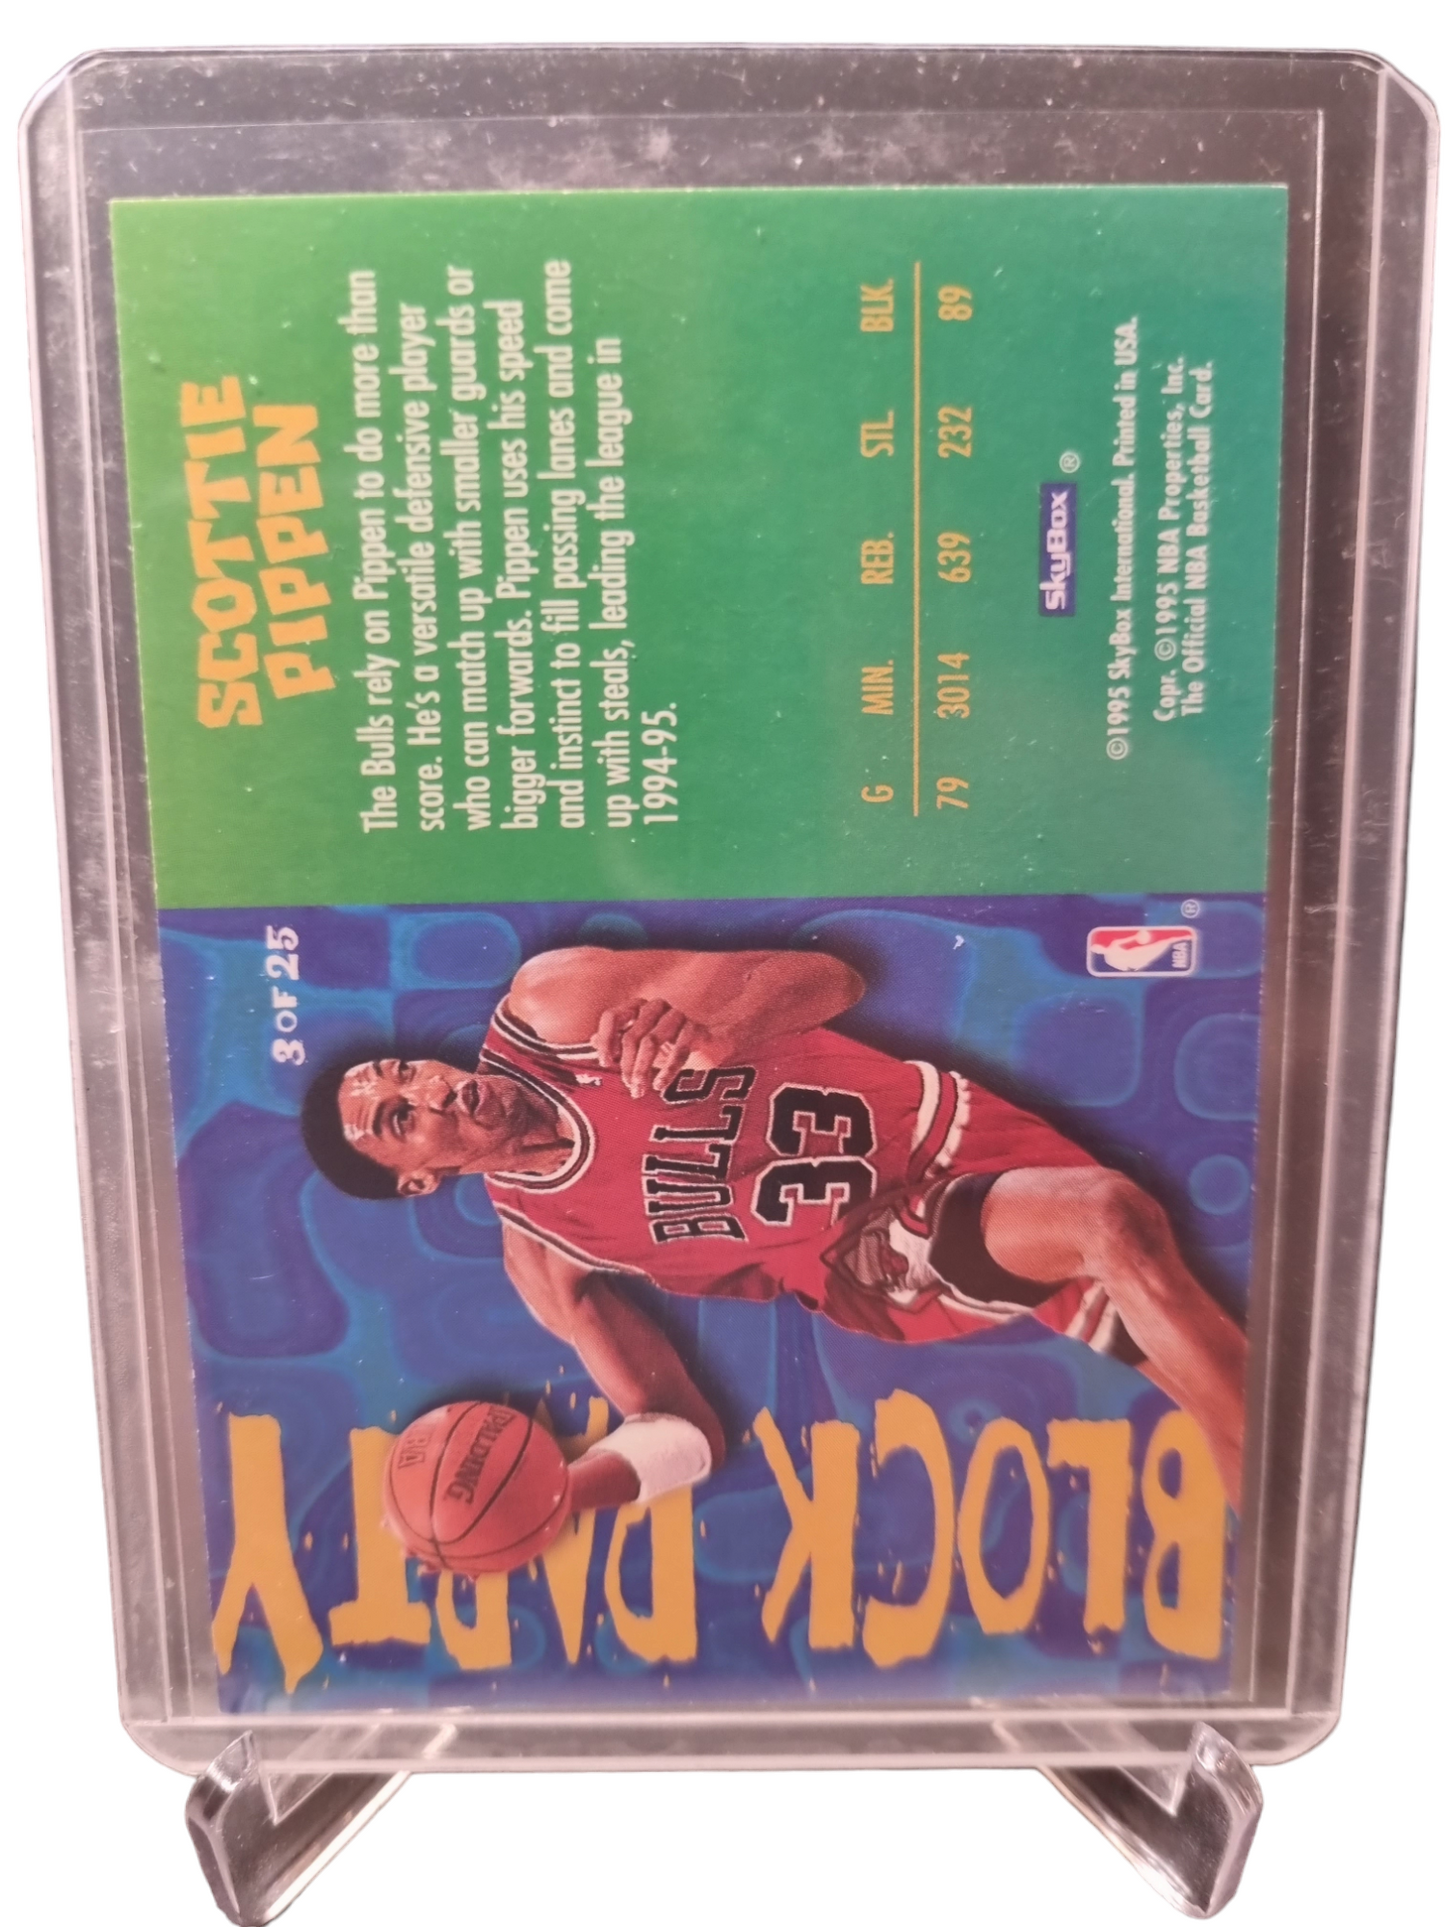 3 OF 25
SCOTTIE
PIPPEN
The Bulls rely on Pippen to do more than
score. He's a versatile defensive player
who can match up with smaller guards or
bigger forwards. Pippen uses his speed
and instinct to fill passing lanes and come
up with steals, leading the league in
1994-95.
G MIN. REB. STL. BLK.
79 3014 639 232 89
SkyBox ®
©1995 SkyBox International. Printed in USA.
Copr. ©1995 NBA Properties, Inc.
The Official NBA Basketball Card.
BULLS
33
SPALDING
NBA ®
BLOCK PARTY